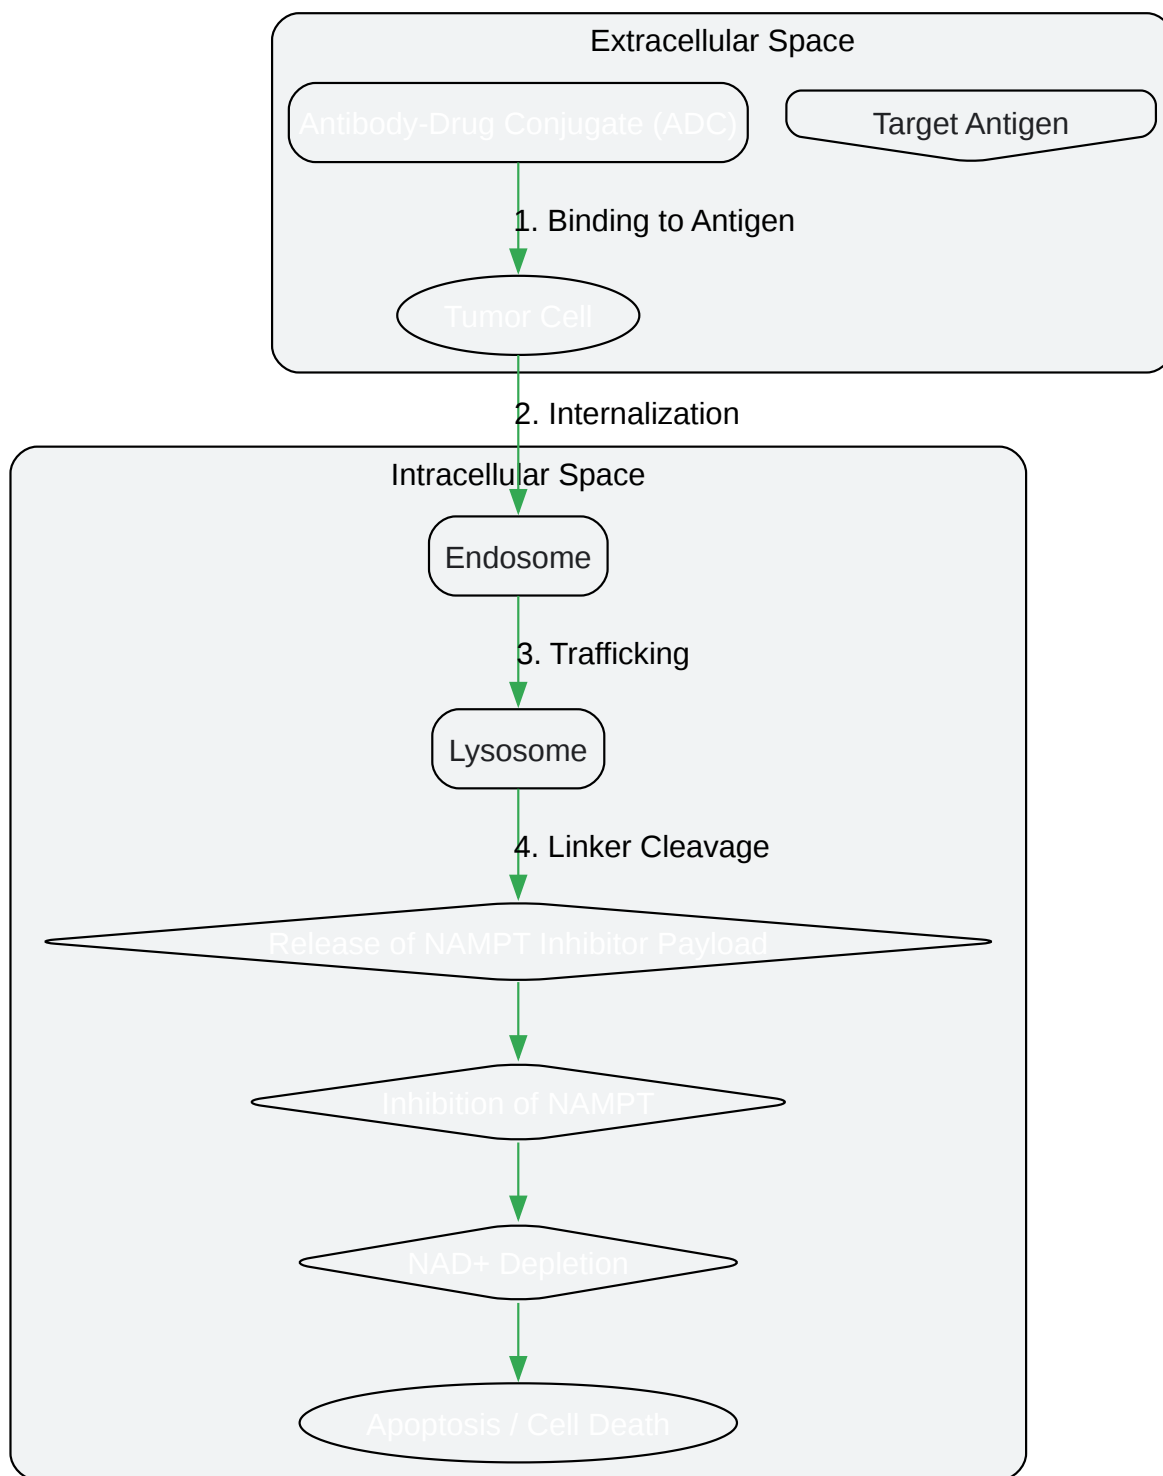 Extracellular Space
Antibody-Drug Conjugate (ADC)
Target Antigen
1. Binding to Antigen
Tumor Cell
2. Internalization
Intracellular Space
Endosome
3. Trafficking
Lysosome
4. Linker Cleavage
Release of NAMPT Inhibitor Payload
Inhibition of NAMPT
NAD+ Depletion
Apoptosis / Cell Death